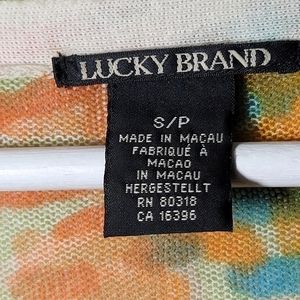 LUCKY BRAND
S/P
MADE IN MACAU
FABRIQUÉ À
MACAO
IN MACAU
HERGESTELLT
RN 80318
CA 16396